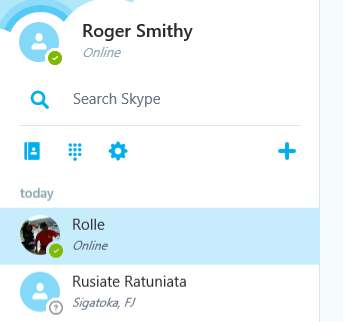 Roger Smithy
Online
Search Skype
today
Rolle
Online
Rusiate Ratuniata
Sigatoka, FJ